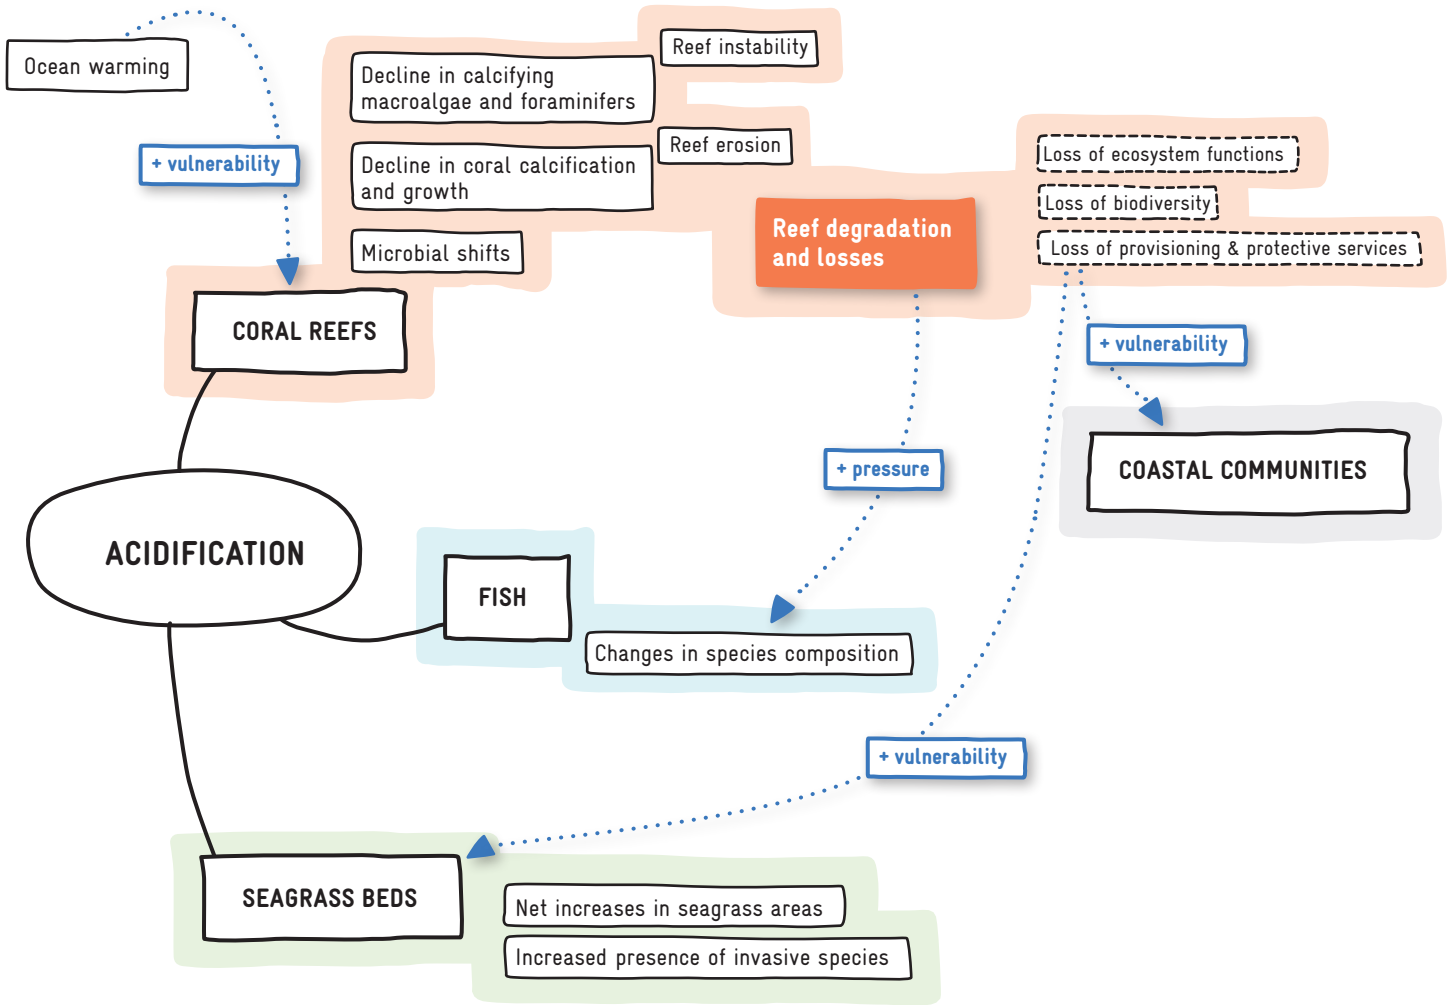 Ocean warming
+ vulnerability
Decline in calcifying
macroalgae and foraminifers
Reef instability
Decline in coral calcification
and growth
Reef erosion
Microbial shifts
Reef degradation
and losses
Loss of ecosystem functions
Loss of biodiversity
Loss of provisioning & protective services
CORAL REEFS
+ vulnerability
COASTAL COMMUNITIES
+ pressure
ACIDIFICATION
FISH
Changes in species composition
+ vulnerability
SEAGRASS BEDS
Net increases in seagrass areas
Increased presence of invasive species